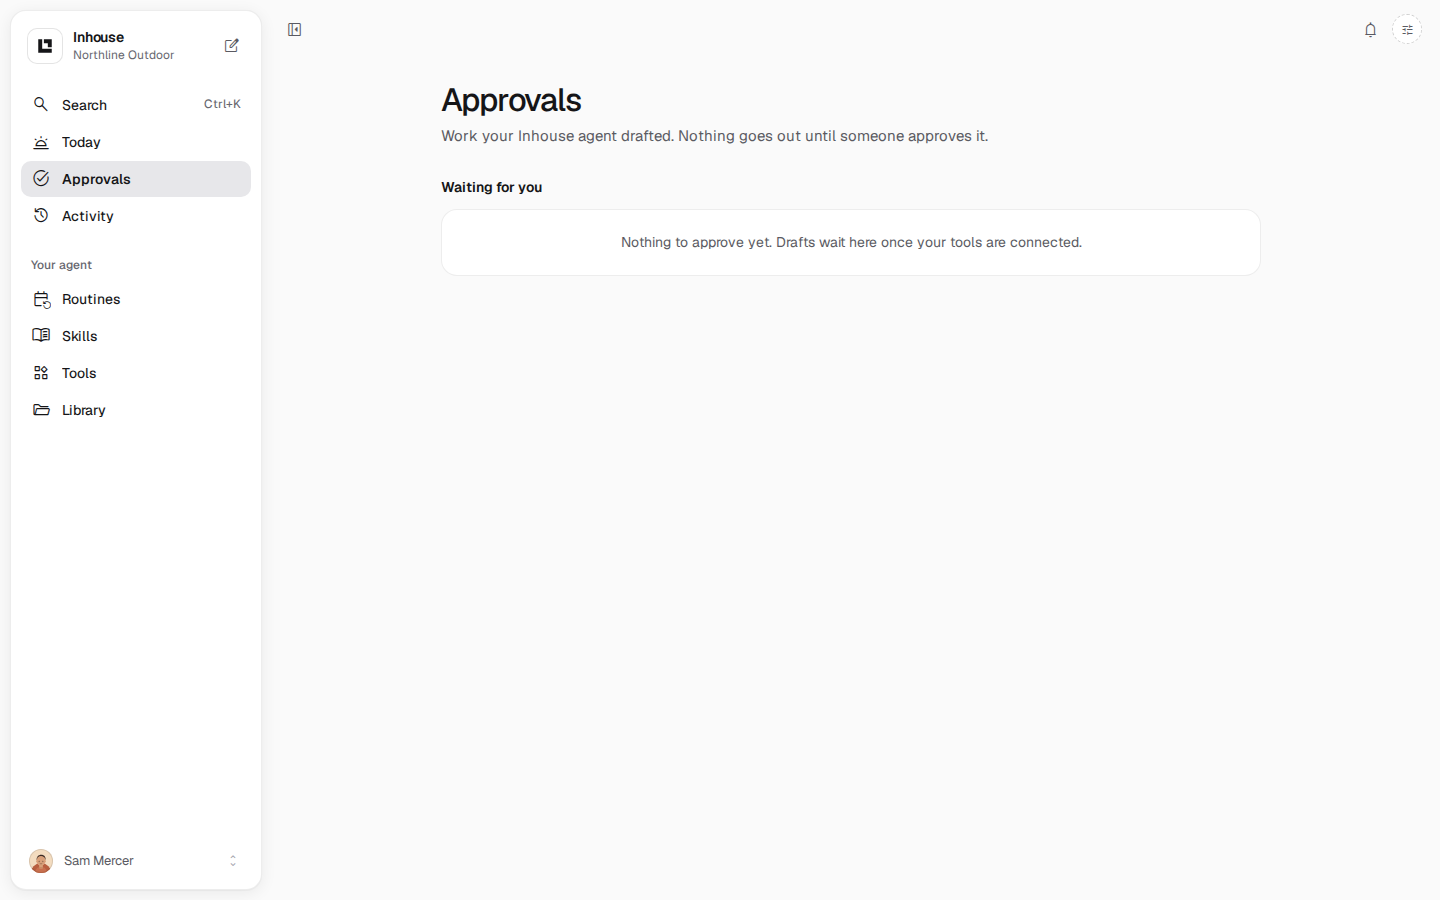 Inhouse
Northline Outdoor
Search Ctrl+K
Today
Approvals
Activity
Your agent
Routines
Skills
Tools
Library
Sam Mercer
Approvals
Work your Inhouse agent drafted. Nothing goes out until someone approves it.
Waiting for you
Nothing to approve yet. Drafts wait here once your tools are connected.